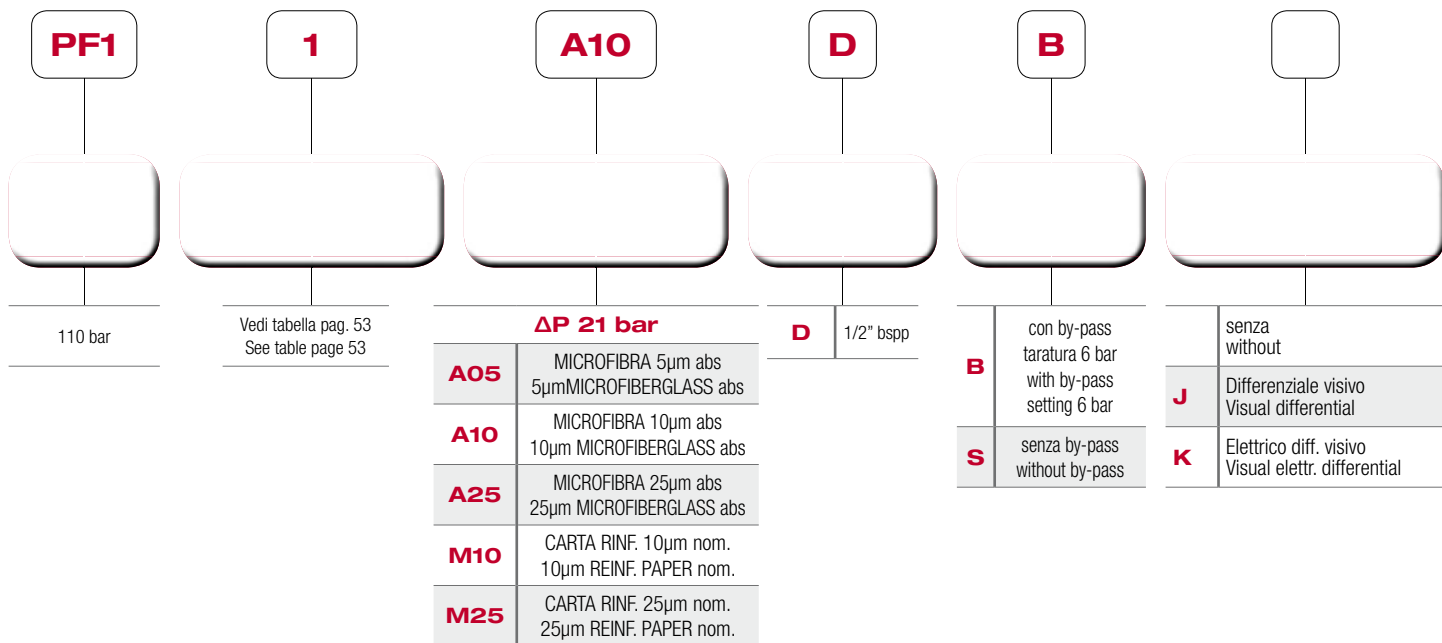 PF1
1
A10
D
B
110 bar
Vedi tabella pag. 53
See table page 53
ΔP 21 bar
A05
MICROFIBRA 5µm abs
5µmMICROFIBERGLASS abs
A10
MICROFIBRA 10µm abs
10µm MICROFIBERGLASS abs
A25
MICROFIBRA 25µm abs
25µm MICROFIBERGLASS abs
M10
CARTA RINF. 10µm nom.
10µm REINF. PAPER nom.
M25
CARTA RINF. 25µm nom.
25µm REINF. PAPER nom.
D
1/2” bspp
B
con by-pass
taratura 6 bar
with by-pass
setting 6 bar
S
senza by-pass
without by-pass
senza
without
J
Differenziale visivo
Visual differential
K
Elettrico diff. visivo
Visual elettr. differential